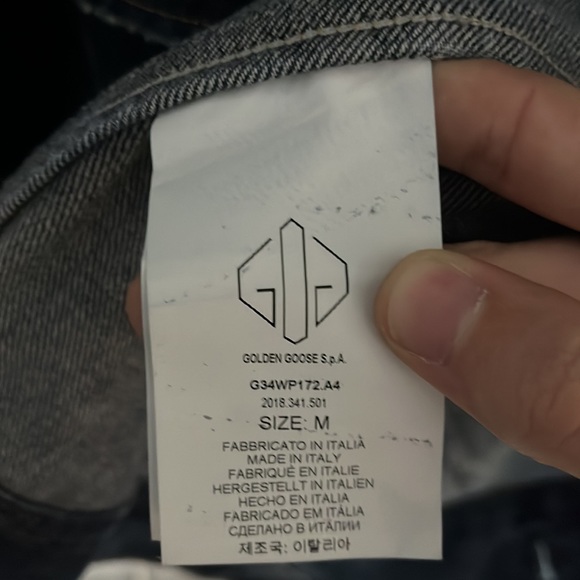 GOLDEN GOOSE S.p.A.
G34WP172.A4
2018.341.501
SIZE: M
FABBRICATO IN ITALIA
MADE IN ITALY
FABRIQUÉ EN ITALIE
HERGESTELLT IN ITALIEN
HECHO EN ITALIA
FABRICADO EM ITÀLIA
СДЕЛАНО В ИТАЛИИ
제조국: 이탈리아